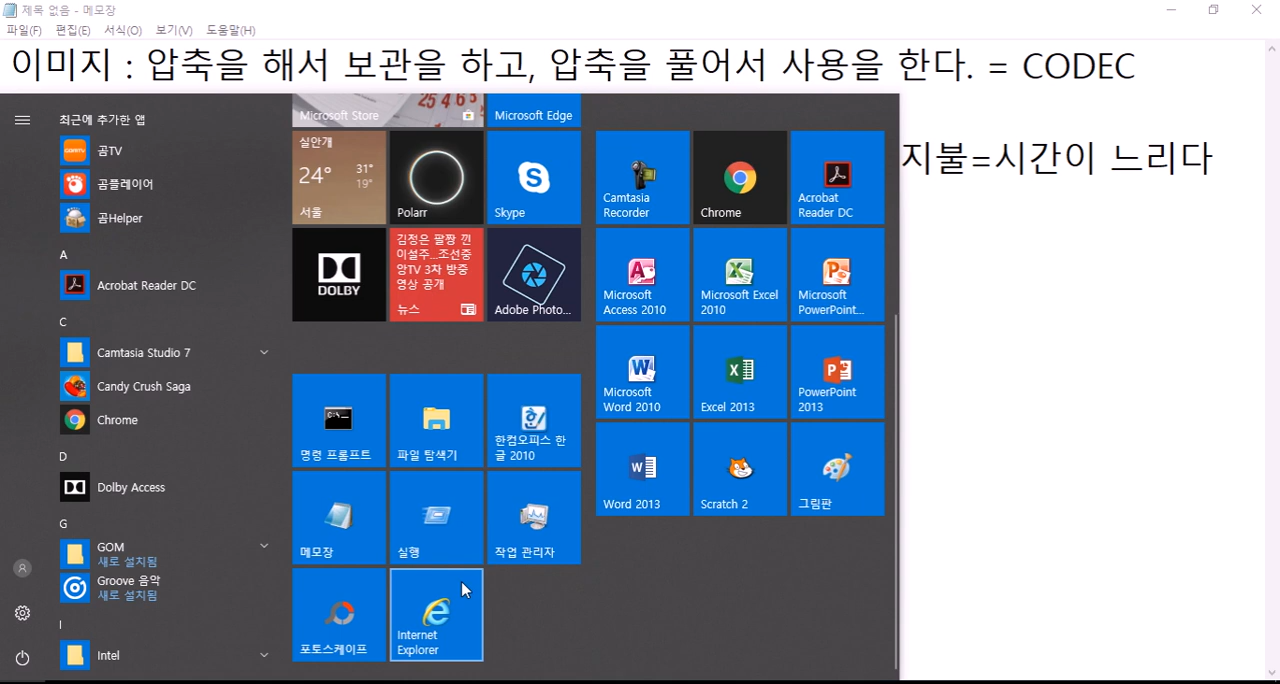 제목 없음 - 메모장
파일(F) 편집(E) 서식(O) 보기(V) 도움말(H)
이미지 : 압축을 해서 보관을 하고, 압축을 풀어서 사용을 한다. = CODEC
지불=시간이 느리다
최근에 추가한 앱
곰TV
곰플레이어
곰Helper
A
Acrobat Reader DC
C
Camtasia Studio 7
Candy Crush Saga
Chrome
D
Dolby Access
G
GOM
새로 설치됨
Groove 음악
새로 설치됨
I
Intel
Microsoft Store
Microsoft Edge
실안개
24°
31°
19°
서울
Polarr
Skype
DOLBY
김정은 팔짱 낀
이설주...조선중
앙TV 3차 방중
영상 공개
뉴스
Adobe Photo...
명령 프롬프트
파일 탐색기
한컴오피스 한
글 2010
메모장
실행
작업 관리자
포토스케이프
Internet
Explorer
Camtasia
Recorder
Chrome
Acrobat
Reader DC
Microsoft
Access 2010
Microsoft Excel
2010
Microsoft
PowerPoint...
Microsoft
Word 2010
Excel 2013
PowerPoint
2013
Word 2013
Scratch 2
그림판